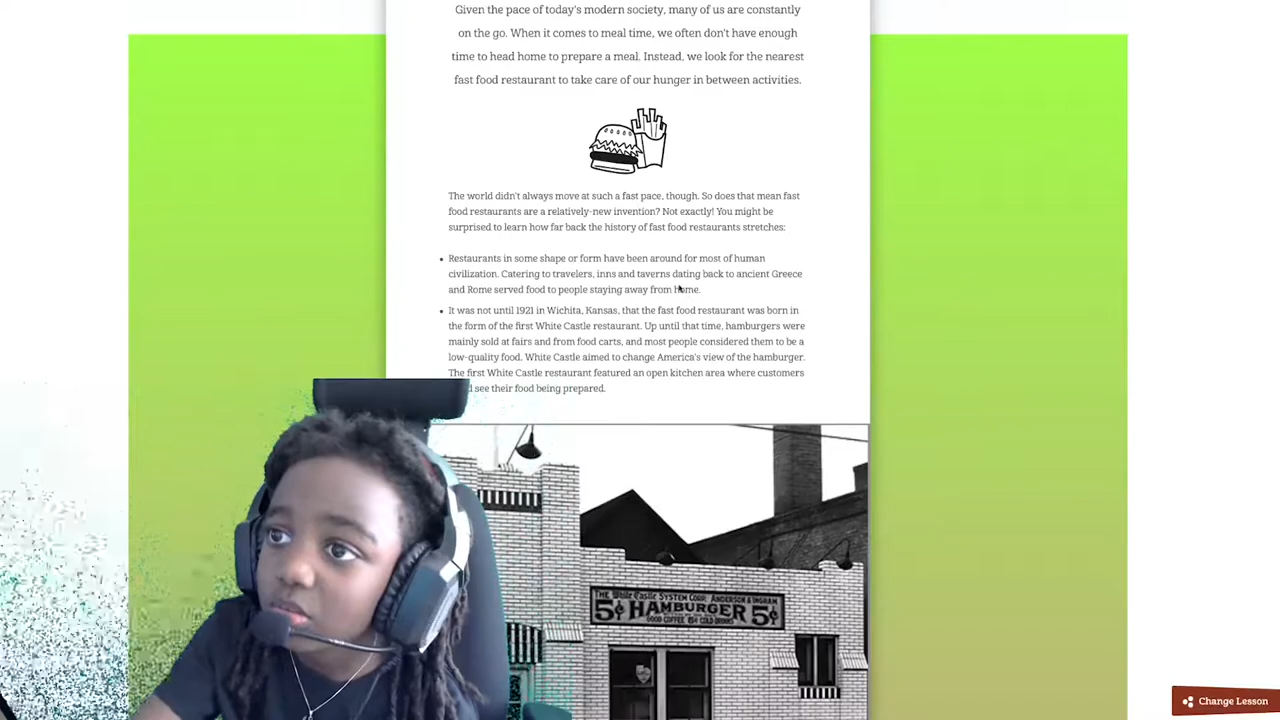 Given the pace of today's modern society, many of us are constantly
on the go. When it comes to meal time, we often don't have enough
time to head home to prepare a meal. Instead, we look for the nearest
fast food restaurant to take care of our hunger in between activities.
The world didn't always move at such a fast pace, though. So does that mean fast
food restaurants are a relatively-new invention? Not exactly! You might be
surprised to learn how far back the history of fast food restaurants stretches:
• Restaurants in some shape or form have been around for most of human
civilization. Catering to travelers, inns and taverns dating back to ancient Greece
and Rome served food to people staying away from home.
• It was not until 1921 in Wichita, Kansas, that the fast food restaurant was born in
the form of the first White Castle restaurant. Up until that time, hamburgers were
mainly sold at fairs and from food carts, and most people considered them to be a
low-quality food. White Castle aimed to change America's view of the hamburger.
The first White Castle restaurant featured an open kitchen area where customers
see their food being prepared.
THE White Castle SYSTEM CORP. ANDERSON & INGRAM
5¢ HAMBURGER 5¢
GOOD COFFEE COLD DRINKS
Change Lesson